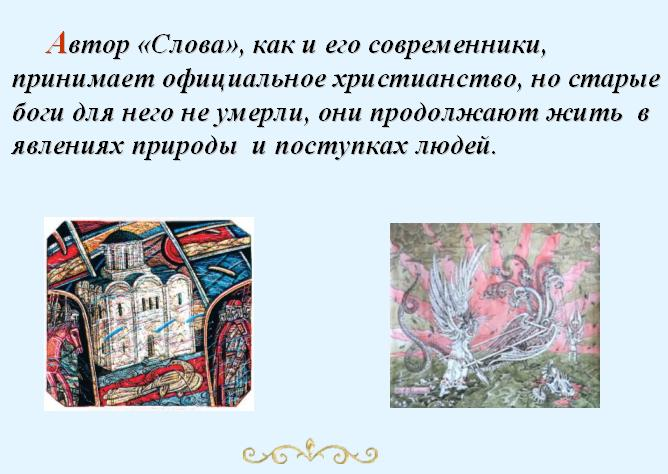 Автор «Слова», как и его современники,
принимает официальное христианство, но старые
боги для него не умерли, они продолжают жить в
явлениях природы и поступках людей.